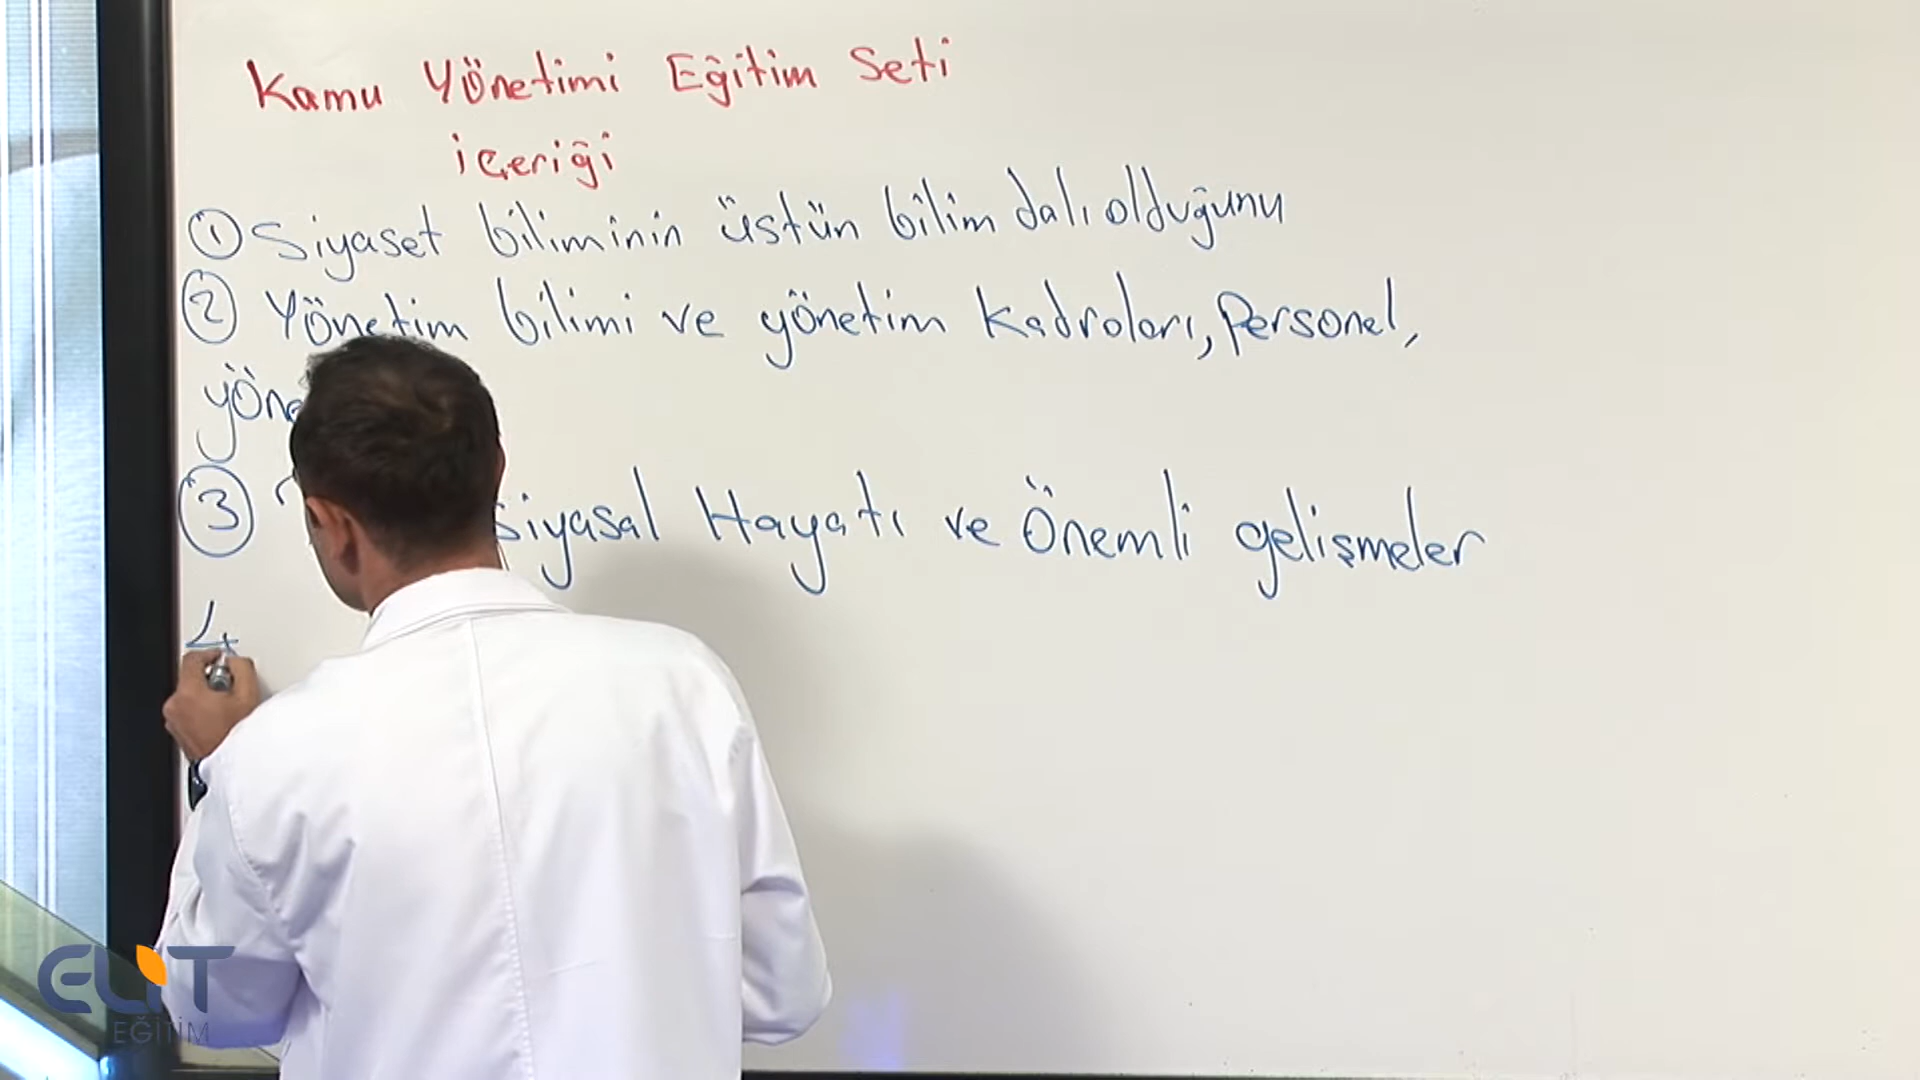 Kamu Yönetimi Eğitim Seti
içeriği
① Siyaset biliminin üstün bilim dalı olduğunu
② Yönetim bilimi ve yönetim Kadroları, Personel,
③ siyasal Hayatı ve Önemli gelişmeler
4
ELİT
EĞİTİM